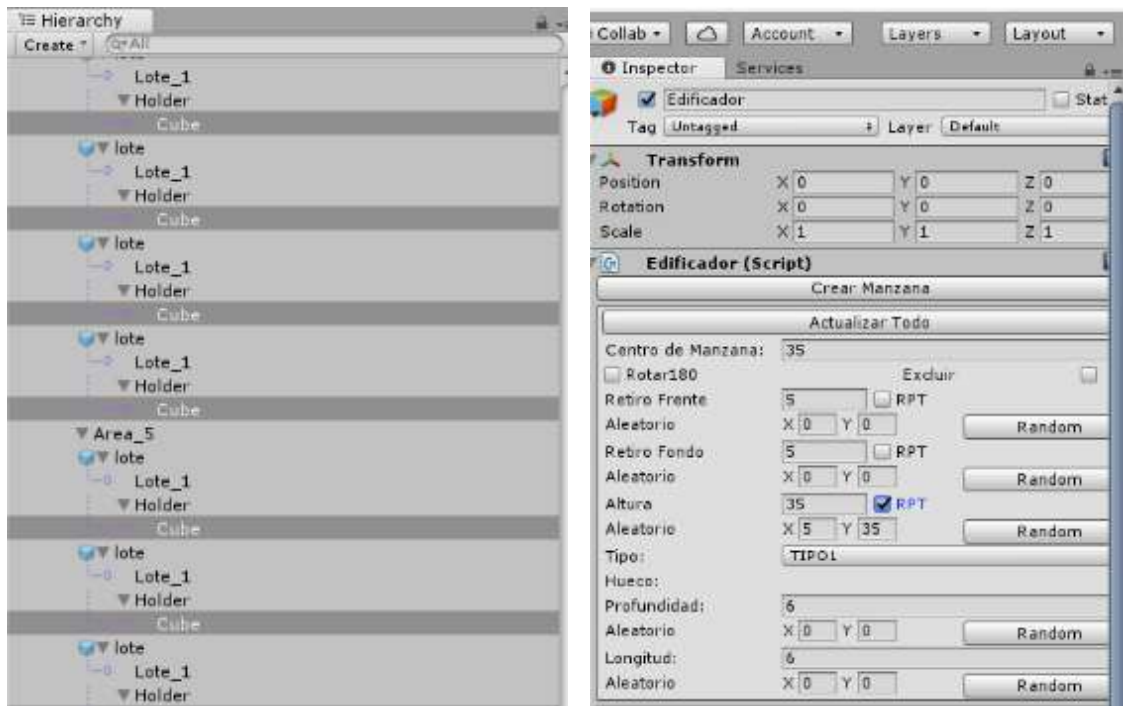 Hierarchy
Create
All
Lote_1
Holder
Cube
lote
Lote_1
Holder
Cube
lote
Lote_1
Holder
Cube
lote
Lote_1
Holder
Cube
Area_5
lote
Lote_1
Holder
Cube
lote
Lote_1
Holder
Cube
lote
Lote_1
Holder
Collab Account Layers Layout
Inspector Services
Edificador Stat
Tag Untagged Layer Default
Transform
Position X 0 Y 0 Z 0
Rotation X 0 Y 0 Z 0
Scale X 1 Y 1 Z 1
Edificador (Script)
Crear Manzana
Actualizar Todo
Centro de Manzana: 35
Rotar180 Excluir
Retiro Frente 5 RPT
Aleatorio X 0 Y 0 Random
Retiro Fondo 5 RPT
Aleatorio X 0 Y 0 Random
Altura 35 RPT
Aleatorio X 5 Y 35 Random
Tipo: TIPO1
Hueco:
Profundidad: 6
Aleatorio X 0 Y 0 Random
Longitud: 6
Aleatorio X 0 Y 0 Random